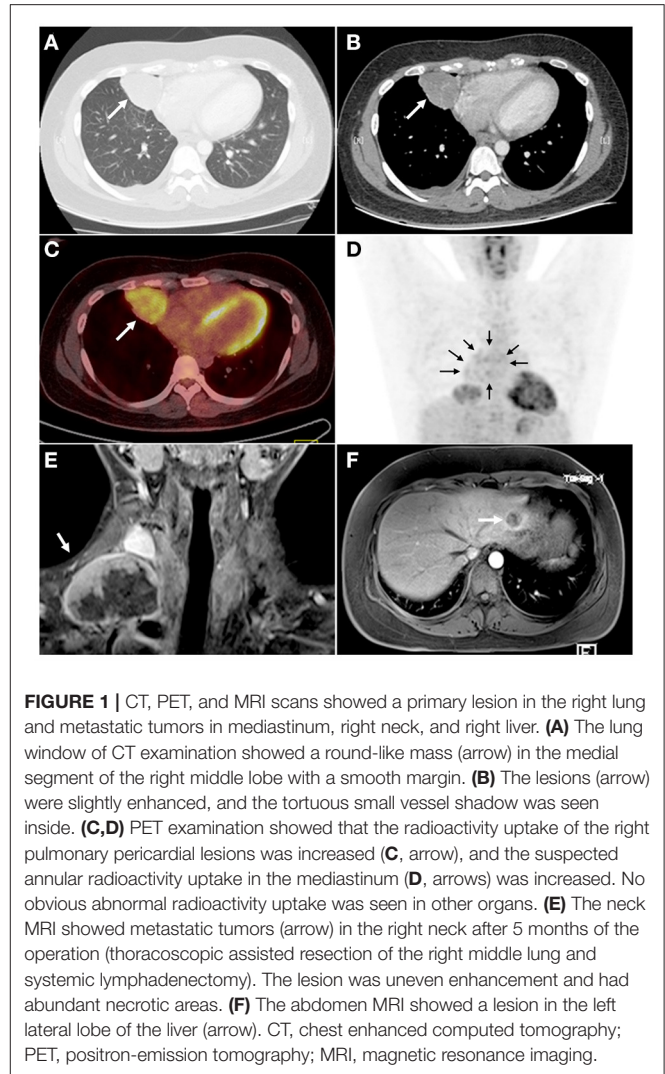 A
B
C
D
E
F
FIGURE 1 | CT, PET, and MRI scans showed a primary lesion in the right lung
and metastatic tumors in mediastinum, right neck, and right liver. (A) The lung
window of CT examination showed a round-like mass (arrow) in the medial
segment of the right middle lobe with a smooth margin. (B) The lesions (arrow)
were slightly enhanced, and the tortuous small vessel shadow was seen
inside. (C,D) PET examination showed that the radioactivity uptake of the right
pulmonary pericardial lesions was increased (C, arrow), and the suspected
annular radioactivity uptake in the mediastinum (D, arrows) was increased. No
obvious abnormal radioactivity uptake was seen in other organs. (E) The neck
MRI showed metastatic tumors (arrow) in the right neck after 5 months of the
operation (thoracoscopic assisted resection of the right middle lung and
systemic lymphadenectomy). The lesion was uneven enhancement and had
abundant necrotic areas. (F) The abdomen MRI showed a lesion in the left
lateral lobe of the liver (arrow). CT, chest enhanced computed tomography;
PET, positron-emission tomography; MRI, magnetic resonance imaging.